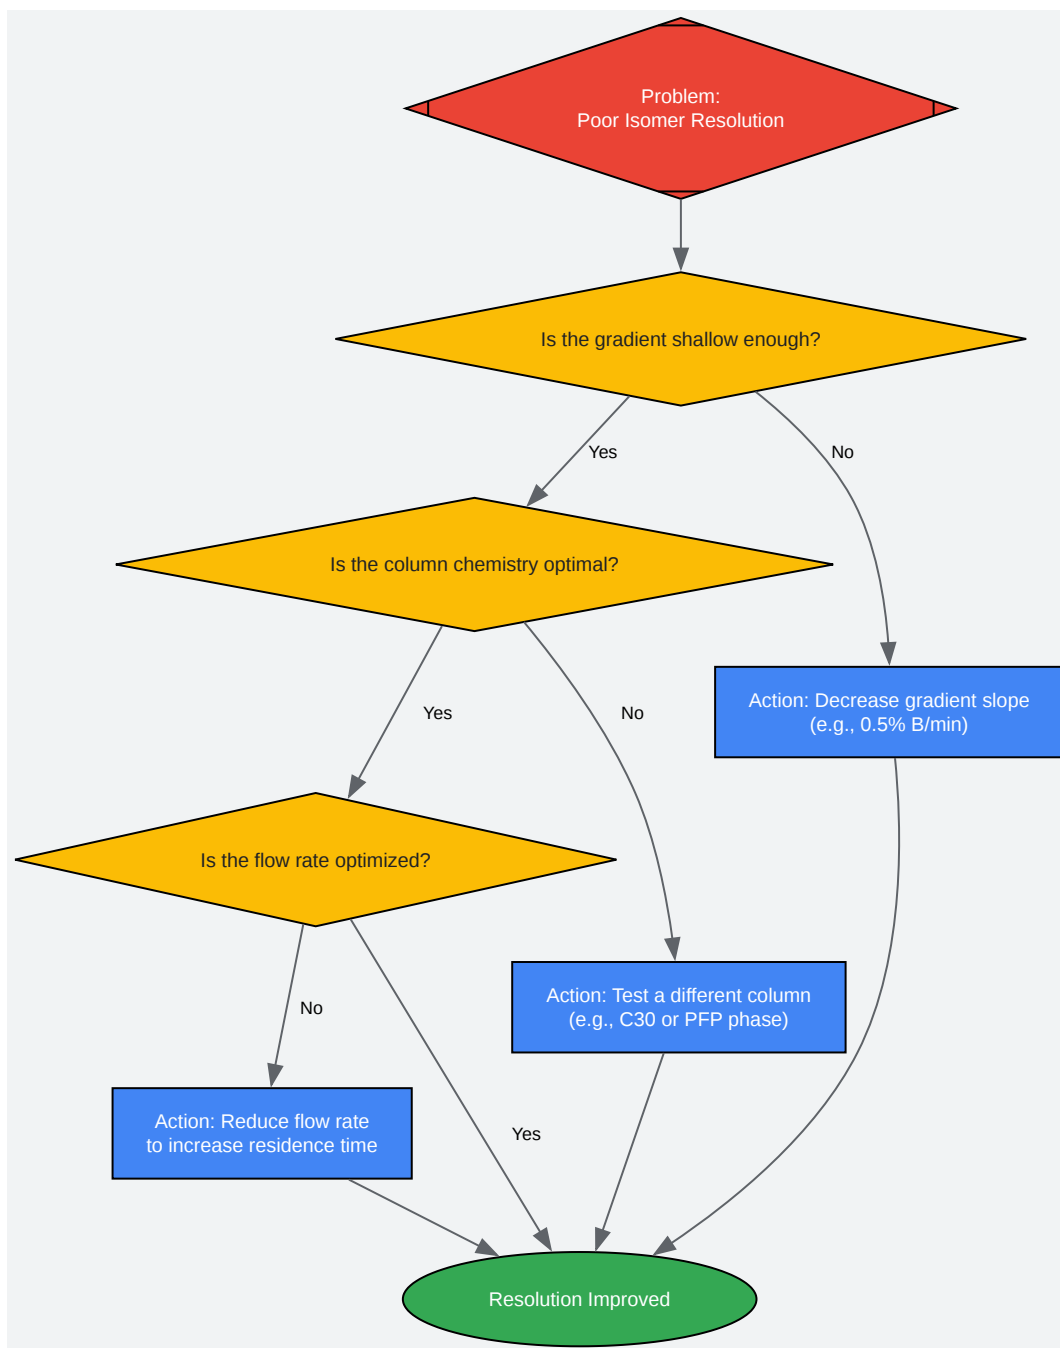 Problem:
Poor Isomer Resolution
Is the gradient shallow enough?
Yes
No
Is the column chemistry optimal?
Yes
No
Action: Decrease gradient slope
(e.g., 0.5% B/min)
Is the flow rate optimized?
No
Yes
Action: Test a different column
(e.g., C30 or PFP phase)
Action: Reduce flow rate
to increase residence time
Resolution Improved